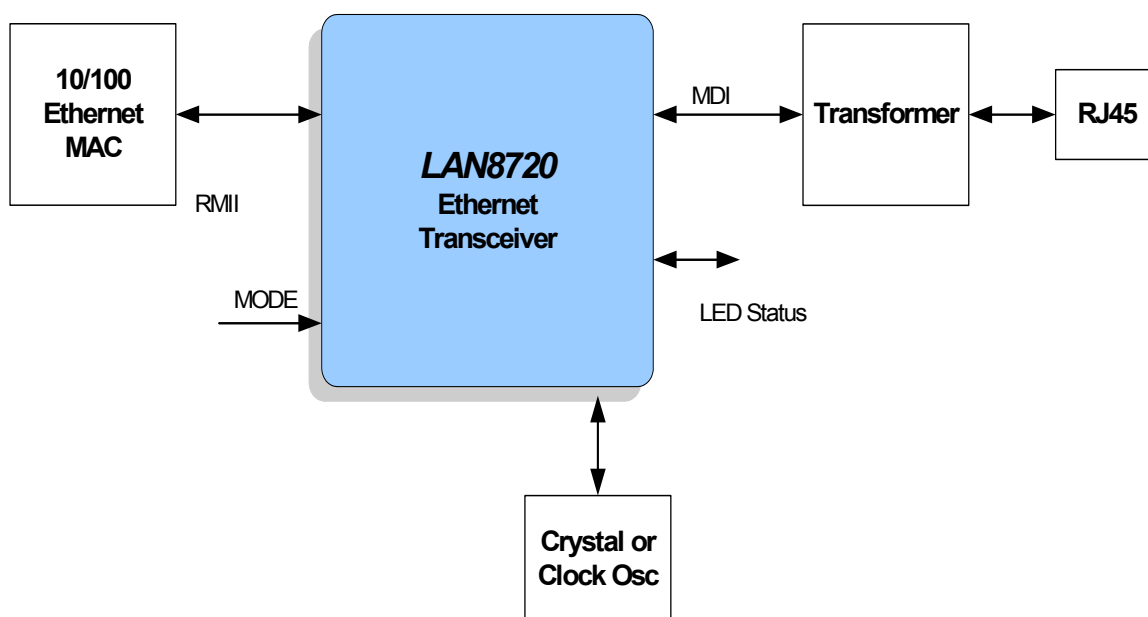 10/100
Ethernet
MAC
RMII
MODE
LAN8720
Ethernet
Transceiver
MDI
LED Status
Transformer
RJ45
Crystal or
Clock Osc